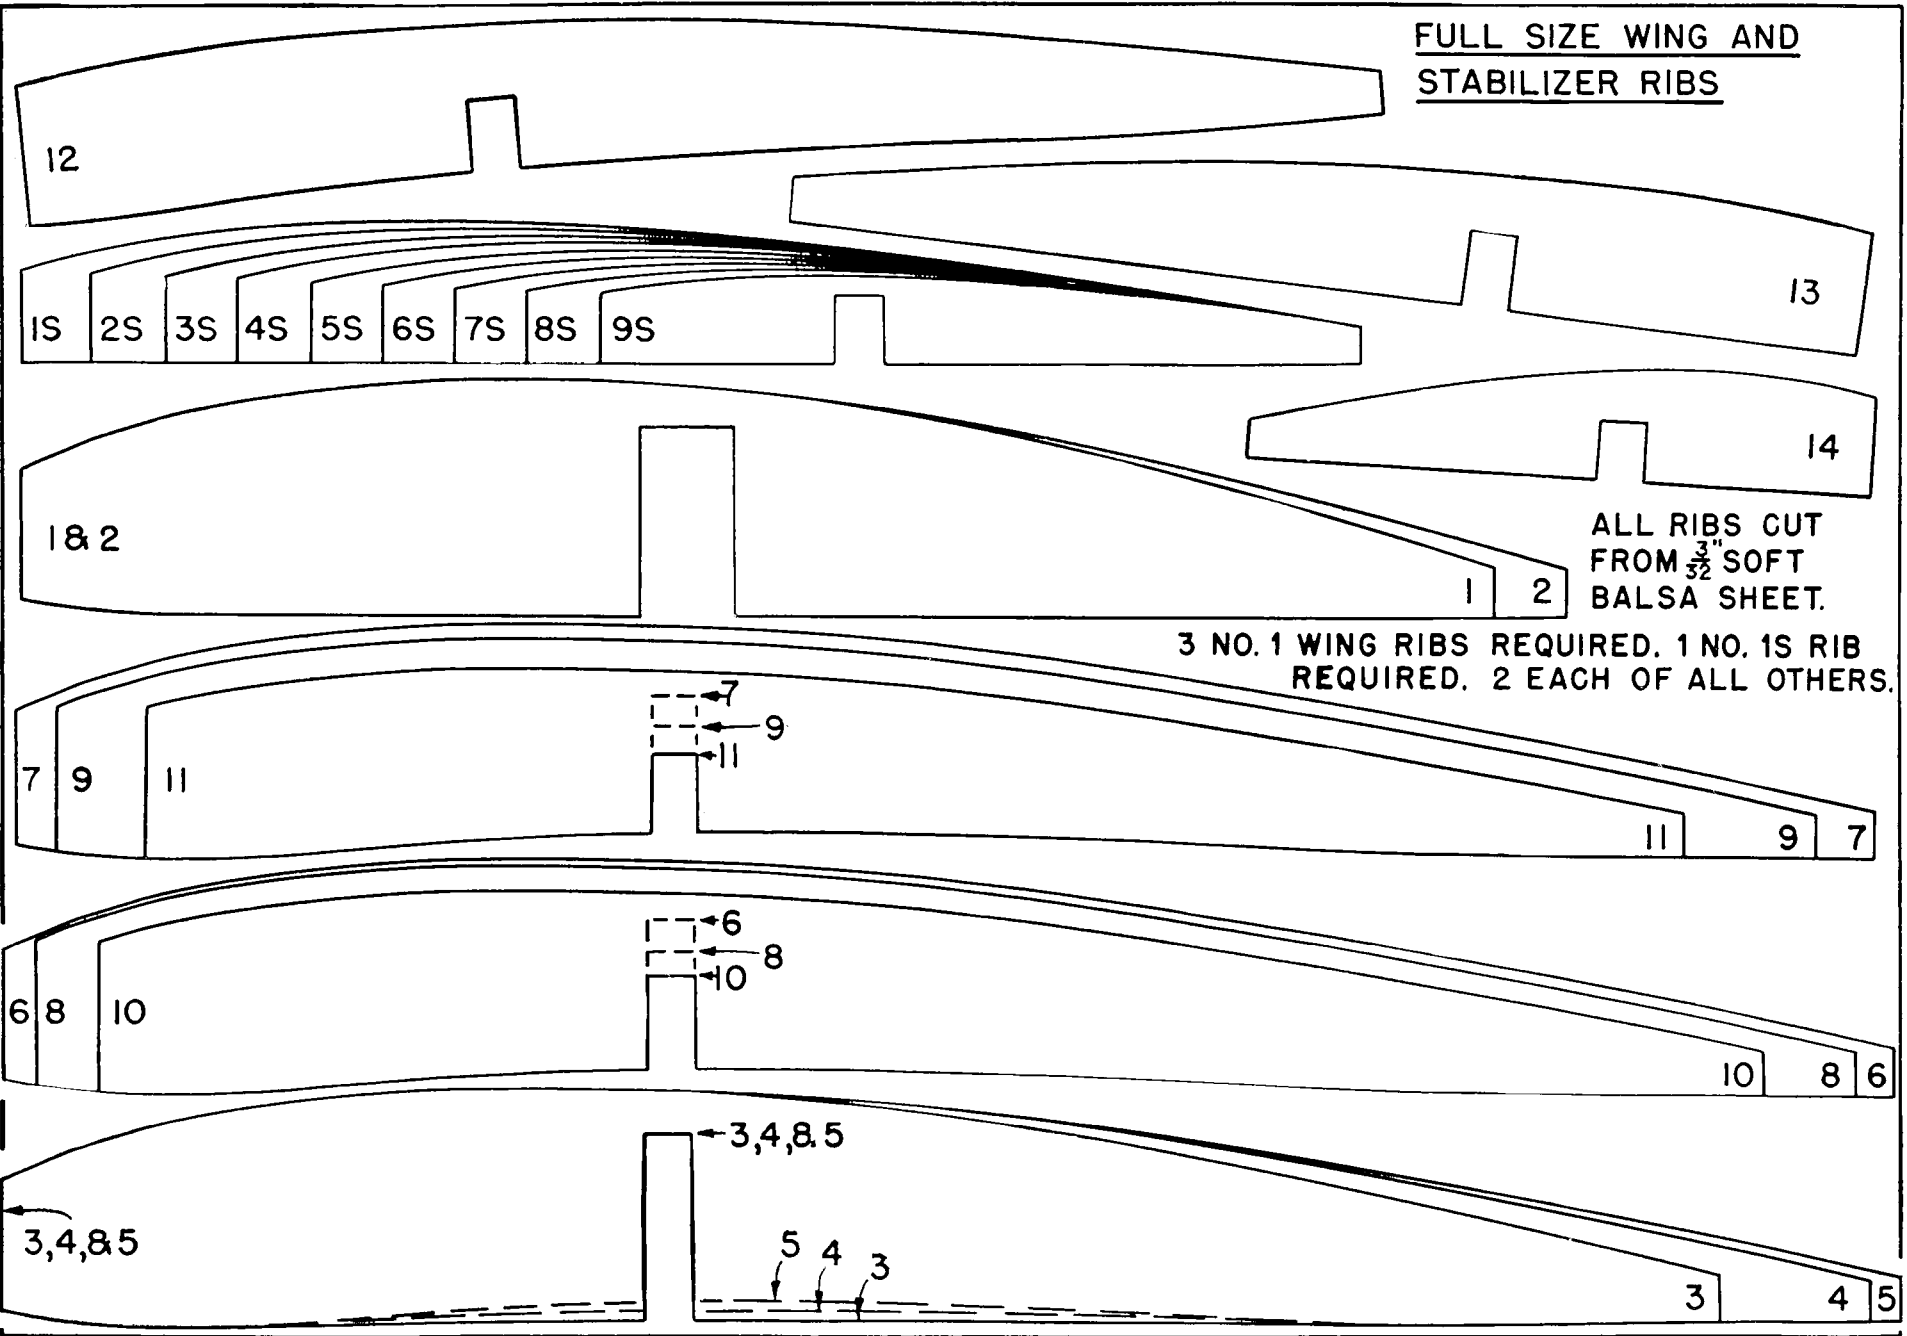 FULL SIZE WING AND
STABILIZER RIBS
12
13
1S 2S 3S 4S 5S 6S 7S 8S 9S
14
1&2
1 2
ALL RIBS CUT
FROM 3/32" SOFT
BALSA SHEET.
3 NO. 1 WING RIBS REQUIRED. 1 NO. 1S RIB
REQUIRED. 2 EACH OF ALL OTHERS.
7
9
11
7 9 11
11 9 7
6
8
10
6 8 10
10 8 6
3,4,&5
3,4,&5
5 4 3
3 4 5